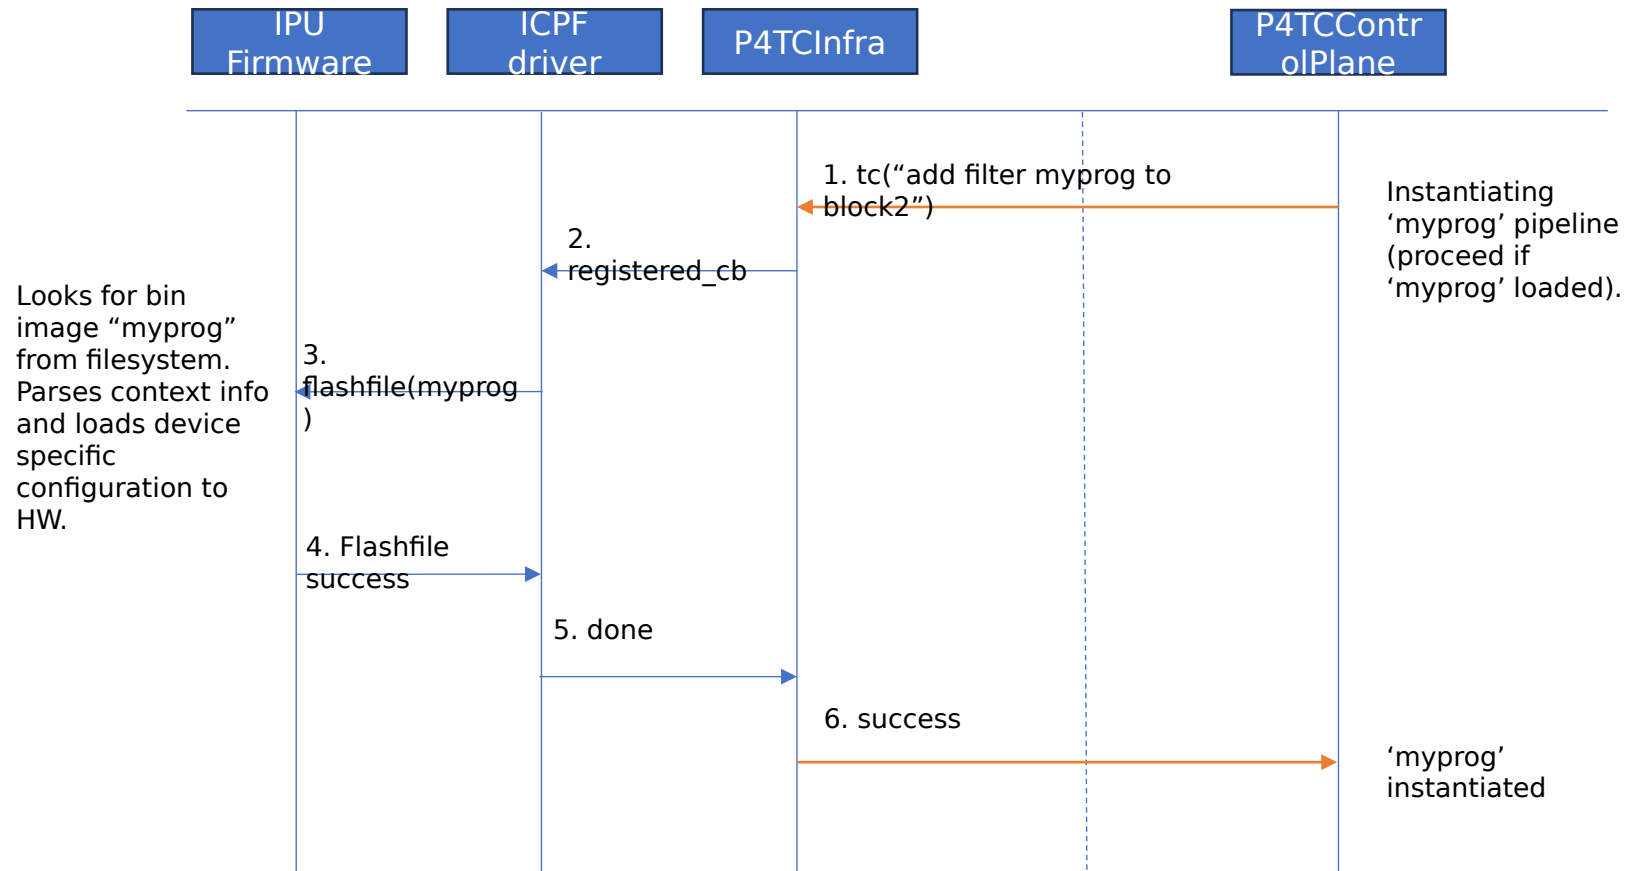 IPU
Firmware
ICPF
driver
P4TCInfra
P4TCContr
olPlane
1. tc(“add filter myprog to
block2”)
Instantiating
‘myprog’ pipeline
(proceed if
‘myprog’ loaded).
2.
registered_cb
Looks for bin
image “myprog”
from filesystem.
Parses context info
and loads device
specific
configuration to
HW.
3.
flashfile(myprog
)
4. Flashfile
success
5. done
6. success
‘myprog’
instantiated